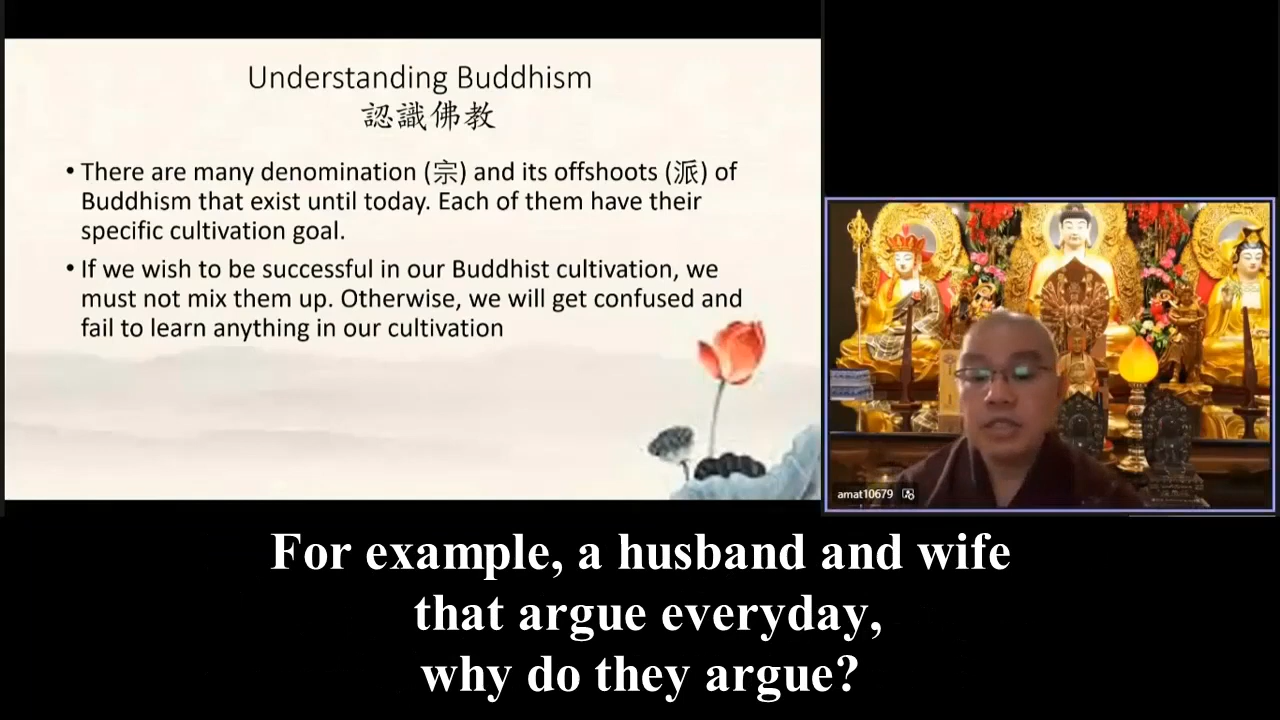 Understanding Buddhism
認識佛教
• There are many denomination (宗) and its offshoots (派) of
Buddhism that exist until today. Each of them have their
specific cultivation goal.
• If we wish to be successful in our Buddhist cultivation, we
must not mix them up. Otherwise, we will get confused and
fail to learn anything in our cultivation
amat10679
For example, a husband and wife
that argue everyday,
why do they argue?